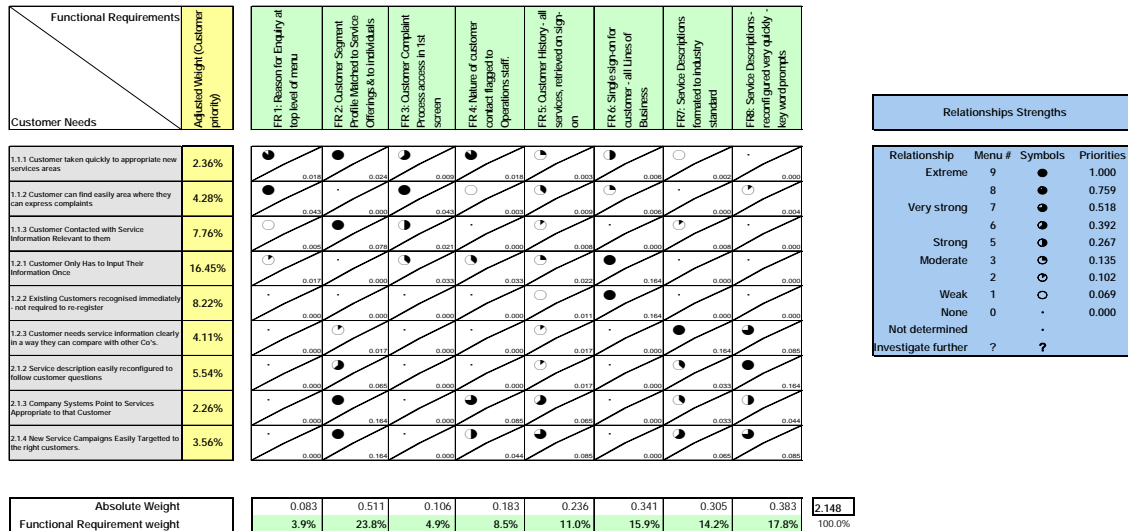 Functional Requirements
Customer Needs
Adjusted Weight (Customer
priority)
FR 1: Reason for Enquiry at
top level of menu
FR 2: Customer Segment
Profile Matched to Service
Offerings & to individuals
FR 3: Customer Complaint
Process access in 1st
screen
FR 4: Nature of customer
contact flagged to
Operations staff.
FR 5: Customer History - all
services, retrieved on sign-
on
FR 6: Single sign-on for
customer - all Lines of
Business
FR7: Service Descriptions
formated to industry
standard
FR8: Service Descriptions -
reconfigured very quickly -
key word prompts
1.1.1 Customer taken quickly to appropriate new
services areas
2.36%
0.018 0.024 0.009 0.018 0.003 0.006 0.002 0.000
1.1.2 Customer can find easily area where they
can express complaints
4.28%
0.043 0.000 0.043 0.003 0.009 0.006 0.000 0.004
1.1.3 Customer Contacted with Service
Information Relevant to them
7.76%
0.005 0.078 0.021 0.000 0.008 0.000 0.008 0.000
1.2.1 Customer Only Has to Input Their
Information Once
16.45%
0.017 0.000 0.033 0.033 0.022 0.164 0.000 0.000
1.2.2 Existing Customers recognised immediately
- not required to re-register
8.22%
0.000 0.000 0.000 0.000 0.011 0.164 0.000 0.000
1.2.3 Customer needs service information clearly
in a way they can compare with other Co's.
4.11%
0.000 0.017 0.000 0.000 0.017 0.000 0.164 0.085
2.1.2 Service description easily reconfigured to
follow customer questions
5.54%
0.000 0.065 0.000 0.033 0.017 0.000 0.033 0.164
2.1.3 Company Systems Point to Services
Appropriate to that Customer
2.26%
0.000 0.164 0.000 0.085 0.065 0.000 0.033 0.044
2.1.4 New Service Campaigns Easily Targetted to
the right customers.
3.56%
0.000 0.164 0.000 0.044 0.085 0.000 0.065 0.085
Absolute Weight 0.083 0.511 0.106 0.183 0.236 0.341 0.305 0.383 2.148
Functional Requirement weight 3.9% 23.8% 4.9% 8.5% 11.0% 15.9% 14.2% 17.8% 100.0%
Relationships Strengths
Relationship Menu # Symbols Priorities
Extreme 9 1.000
8 0.759
Very strong 7 0.518
6 0.392
Strong 5 0.267
Moderate 3 0.135
2 0.102
Weak 1 0.069
None 0 0.000
Not determined
Investigate further ? ?